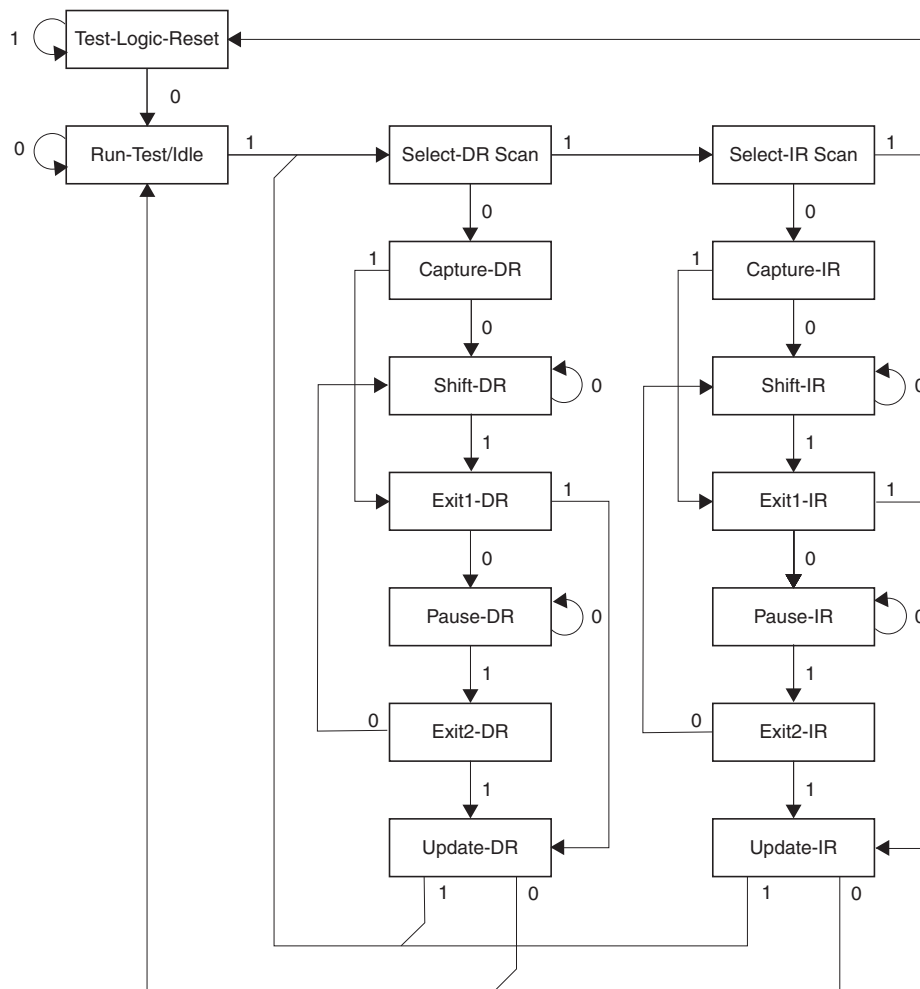 1 Test-Logic-Reset
0
0 Run-Test/Idle 1 Select-DR Scan 1 Select-IR Scan 1
0 0
1 Capture-DR 1 Capture-IR
0 0
Shift-DR 0 Shift-IR 0
1 1
Exit1-DR 1 Exit1-IR 1
0 0
Pause-DR 0 Pause-IR 0
1 1
0 Exit2-DR 0 Exit2-IR
1 1
Update-DR Update-IR
1 0 1 0